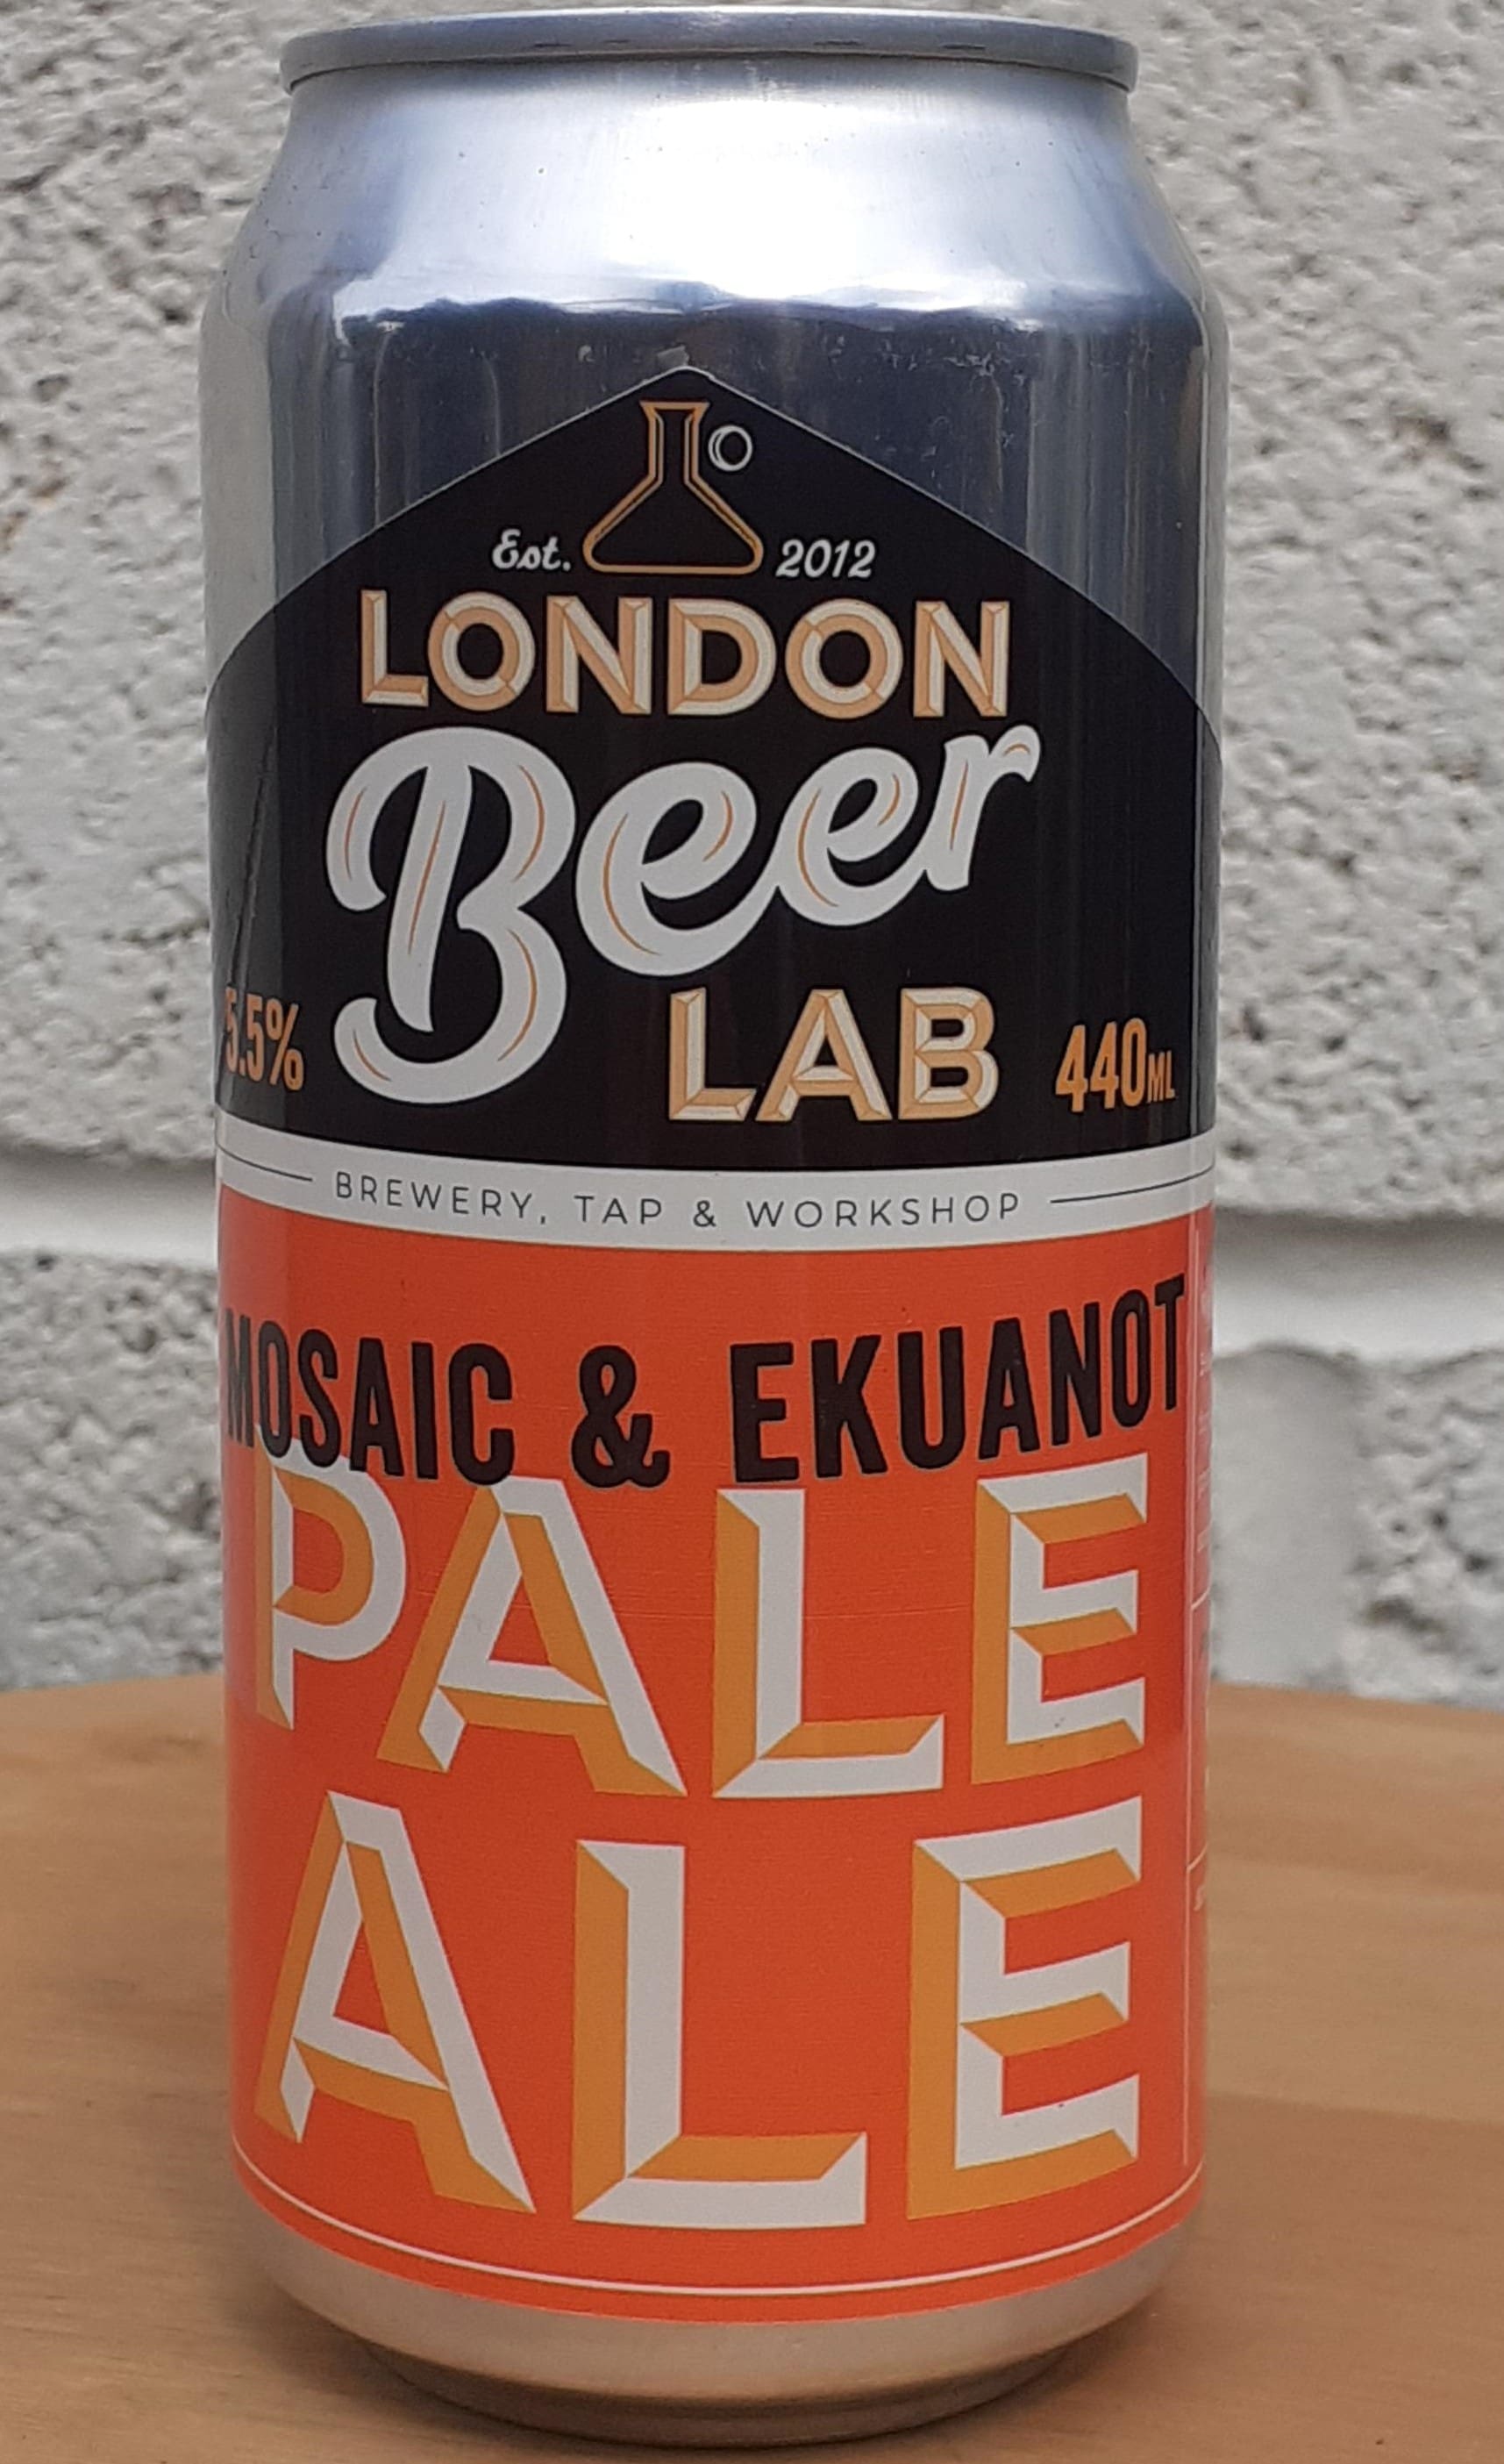 Est. 2012
LONDON
Beer
LAB
5.5%
440ML
BREWERY, TAP & WORKSHOP
MOSAIC & EKUANOT
PALE
ALE